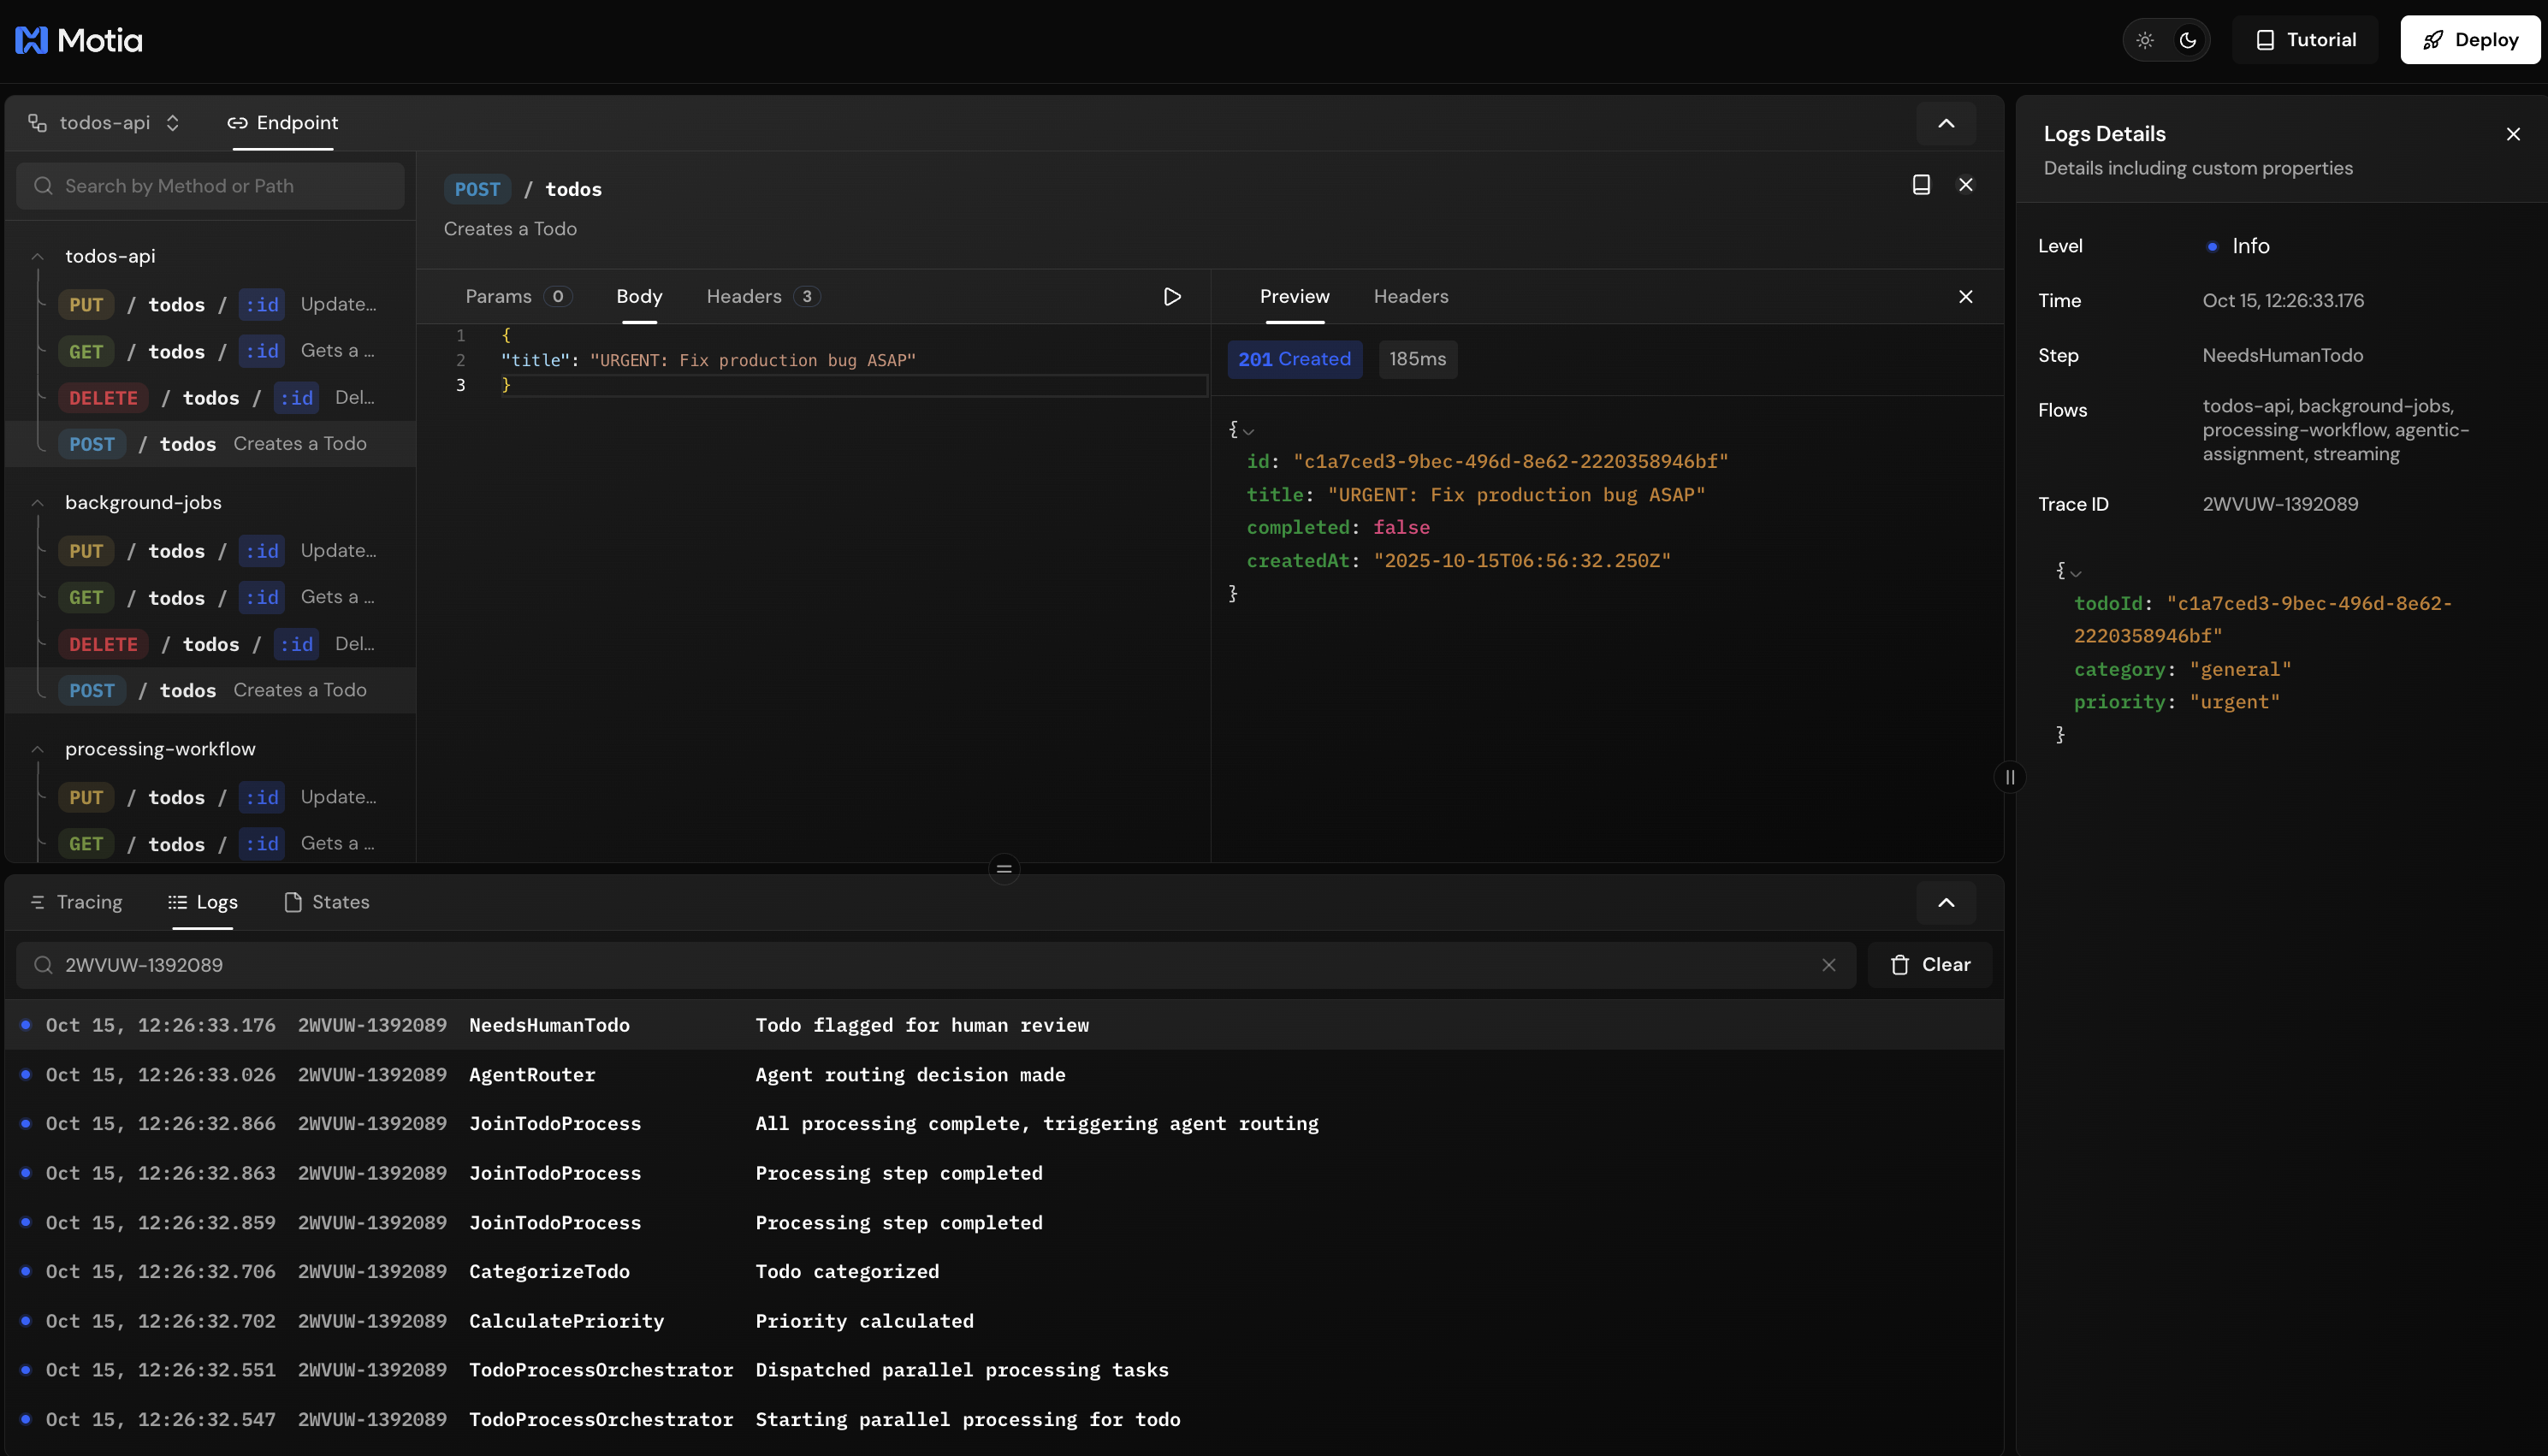 Motia
Tutorial
Deploy
todos-api
Endpoint
Search by Method or Path
todos-api
PUT / todos / :id Update...
GET / todos / :id Gets a ...
DELETE / todos / :id Del...
POST / todos Creates a Todo
background-jobs
PUT / todos / :id Update...
GET / todos / :id Gets a ...
DELETE / todos / :id Del...
POST / todos Creates a Todo
processing-workflow
PUT / todos / :id Update...
GET / todos / :id Gets a ...
POST / todos
Creates a Todo
Params 0 Body Headers 3
1 {
2 "title": "URGENT: Fix production bug ASAP"
3 }
Preview Headers
201 Created 185ms
{
id: "c1a7ced3-9bec-496d-8e62-2220358946bf"
title: "URGENT: Fix production bug ASAP"
completed: false
createdAt: "2025-10-15T06:56:32.250Z"
}
Tracing Logs States
2WVUW-1392089
Clear
Oct 15, 12:26:33.176 2WVUW-1392089 NeedsHumanTodo Todo flagged for human review
Oct 15, 12:26:33.026 2WVUW-1392089 AgentRouter Agent routing decision made
Oct 15, 12:26:32.866 2WVUW-1392089 JoinTodoProcess All processing complete, triggering agent routing
Oct 15, 12:26:32.863 2WVUW-1392089 JoinTodoProcess Processing step completed
Oct 15, 12:26:32.859 2WVUW-1392089 JoinTodoProcess Processing step completed
Oct 15, 12:26:32.706 2WVUW-1392089 CategorizeTodo Todo categorized
Oct 15, 12:26:32.702 2WVUW-1392089 CalculatePriority Priority calculated
Oct 15, 12:26:32.551 2WVUW-1392089 TodoProcessOrchestrator Dispatched parallel processing tasks
Oct 15, 12:26:32.547 2WVUW-1392089 TodoProcessOrchestrator Starting parallel processing for todo
Logs Details
Details including custom properties
Level Info
Time Oct 15, 12:26:33.176
Step NeedsHumanTodo
Flows todos-api, background-jobs,
processing-workflow, agentic-
assignment, streaming
Trace ID 2WVUW-1392089
{
todoId: "c1a7ced3-9bec-496d-8e62-
2220358946bf"
category: "general"
priority: "urgent"
}